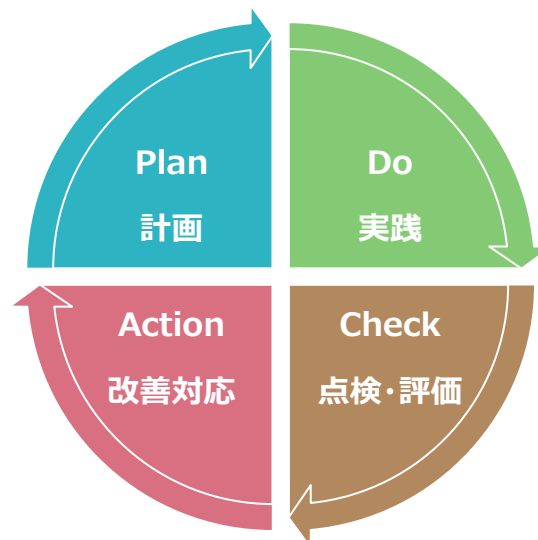 Plan
計画
Do
実践
Action
改善対応
Check
点検・評価